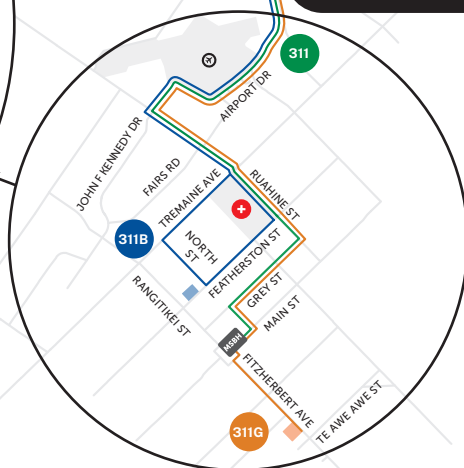 311
AIRPORT DR
JOHN F KENNEDY DR
FAIRS RD
TREMAINE AVE
RUAHINE ST
311B
NORTH
ST
FEATHERSTON ST
RANGITIKEI ST
GREY ST
MAIN ST
MSBH
FITZHERBERT AVE
TE AWE AWE ST
311G